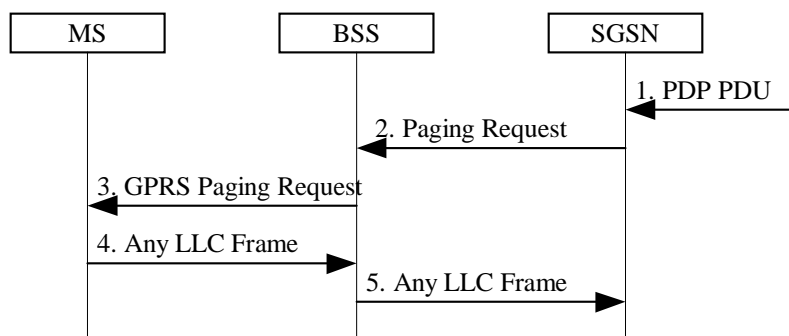 MS
BSS
SGSN
1. PDP PDU
2. Paging Request
3. GPRS Paging Request
4. Any LLC Frame
5. Any LLC Frame